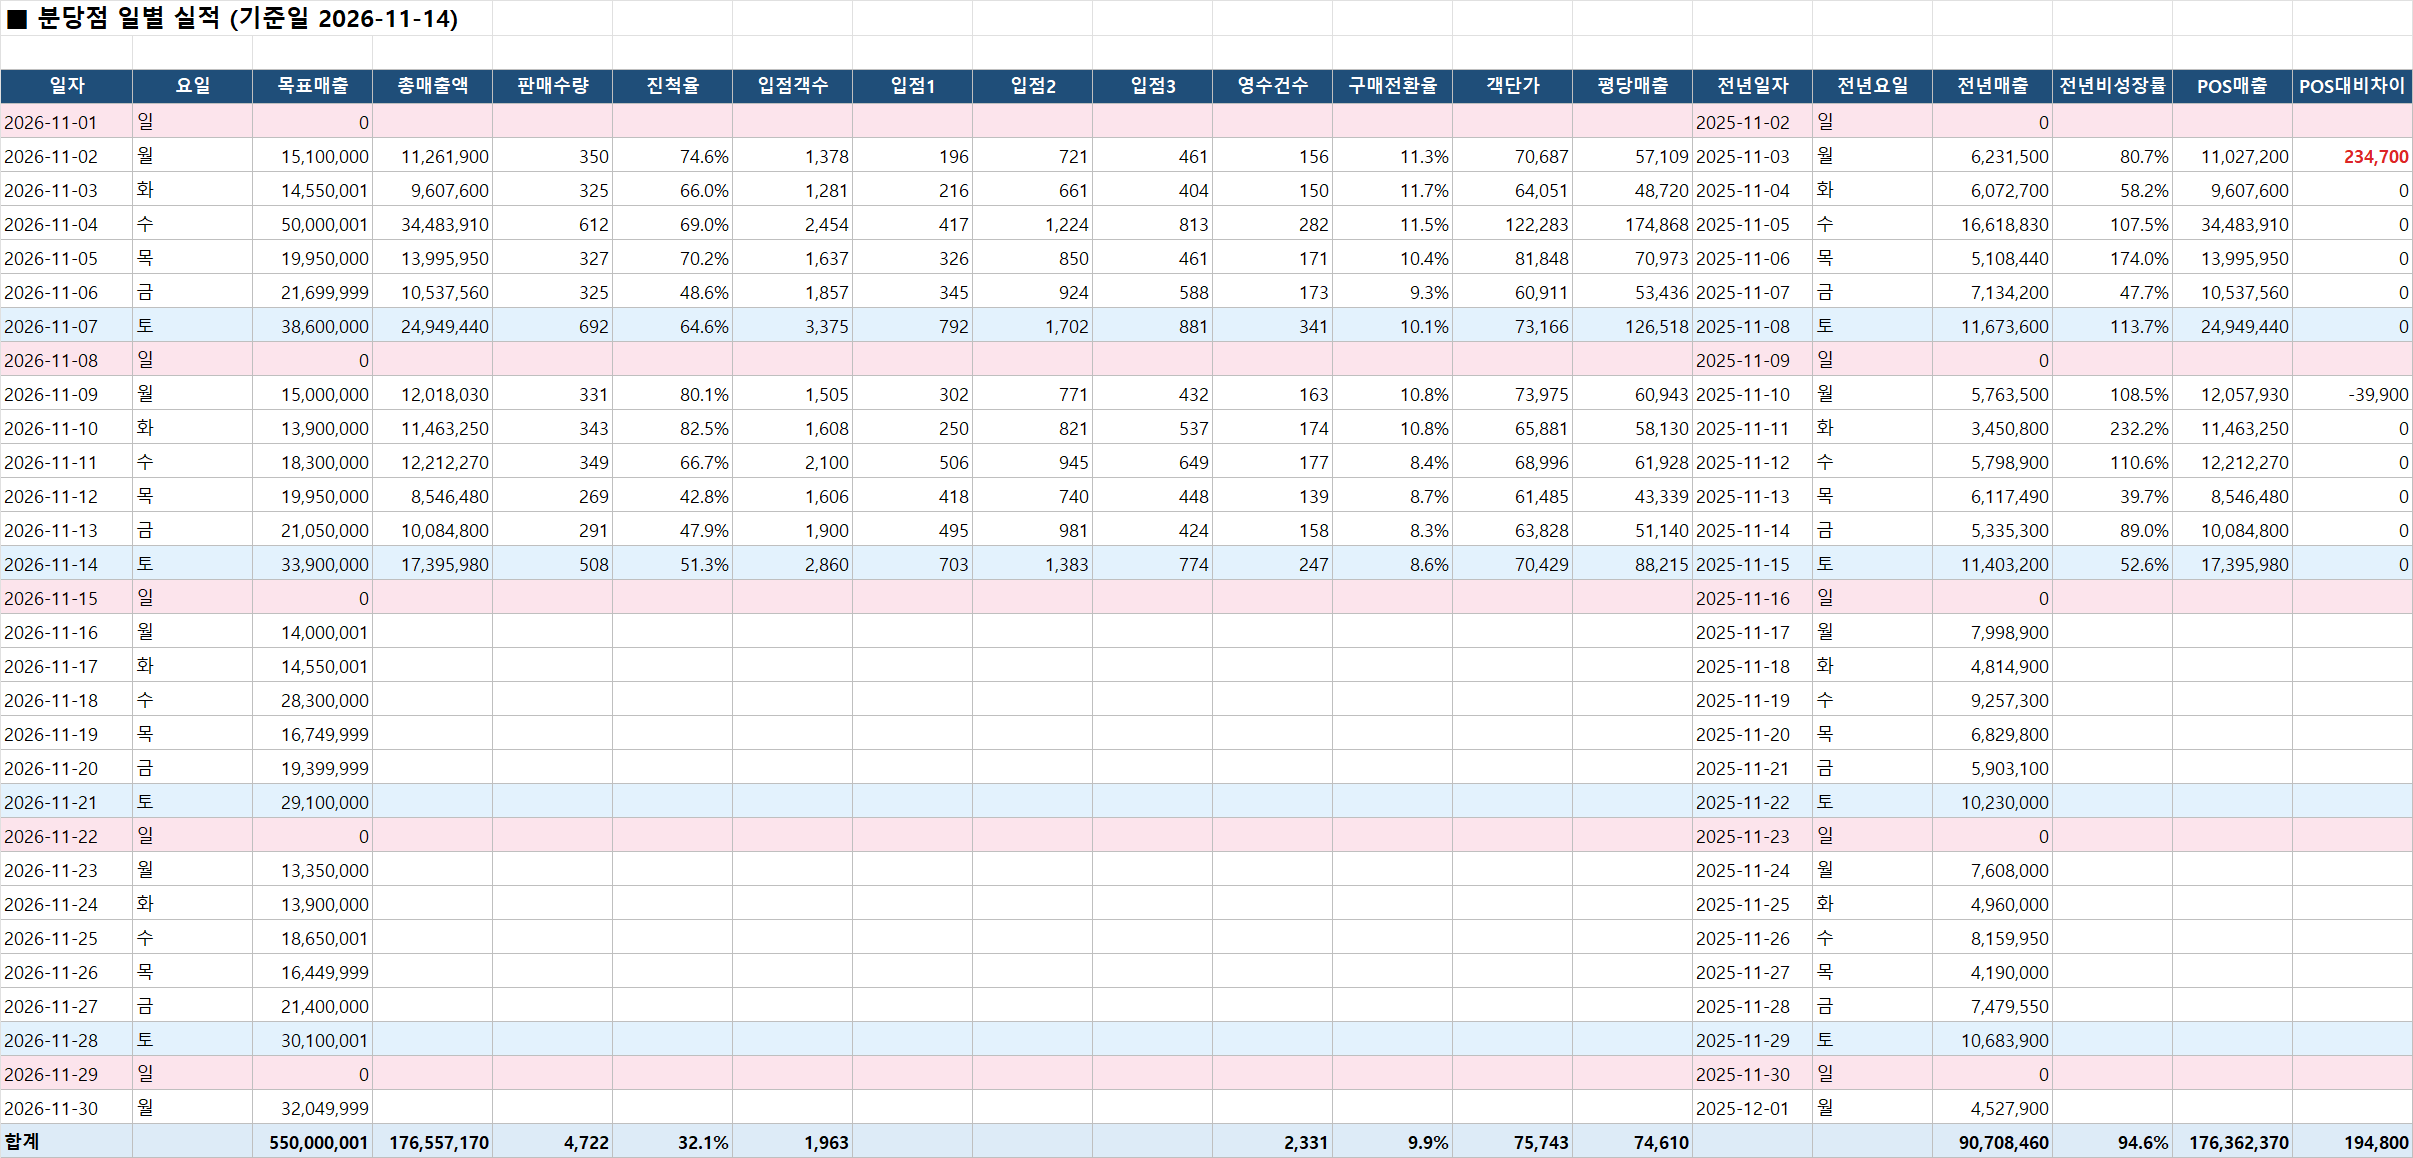 ■ 분당점 일별 실적 (기준일 2026-11-14)
일자 요일 목표매출 총매출액 판매수량 진척율 입점객수 입점1 입점2 입점3 영수건수 구매전환율 객단가 평당매출 전년일자 전년요일 전년매출 전년비성장률 POS매출 POS대비차이
2026-11-01 일 0 2025-11-02 일 0
2026-11-02 월 15,100,000 11,261,900 350 74.6% 1,378 196 721 461 156 11.3% 70,687 57,109 2025-11-03 월 6,231,500 80.7% 11,027,200 234,700
2026-11-03 화 14,550,001 9,607,600 325 66.0% 1,281 216 661 404 150 11.7% 64,051 48,720 2025-11-04 화 6,072,700 58.2% 9,607,600 0
2026-11-04 수 50,000,001 34,483,910 612 69.0% 2,454 417 1,224 813 282 11.5% 122,283 174,868 2025-11-05 수 16,618,830 107.5% 34,483,910 0
2026-11-05 목 19,950,000 13,995,950 327 70.2% 1,637 326 850 461 171 10.4% 81,848 70,973 2025-11-06 목 5,108,440 174.0% 13,995,950 0
2026-11-06 금 21,699,999 10,537,560 325 48.6% 1,857 345 924 588 173 9.3% 60,911 53,436 2025-11-07 금 7,134,200 47.7% 10,537,560 0
2026-11-07 토 38,600,000 24,949,440 692 64.6% 3,375 792 1,702 881 341 10.1% 73,166 126,518 2025-11-08 토 11,673,600 113.7% 24,949,440 0
2026-11-08 일 0 2025-11-09 일 0
2026-11-09 월 15,000,000 12,018,030 331 80.1% 1,505 302 771 432 163 10.8% 73,975 60,943 2025-11-10 월 5,763,500 108.5% 12,057,930 -39,900
2026-11-10 화 13,900,000 11,463,250 343 82.5% 1,608 250 821 537 174 10.8% 65,881 58,130 2025-11-11 화 3,450,800 232.2% 11,463,250 0
2026-11-11 수 18,300,000 12,212,270 349 66.7% 2,100 506 945 649 177 8.4% 68,996 61,928 2025-11-12 수 5,798,900 110.6% 12,212,270 0
2026-11-12 목 19,950,000 8,546,480 269 42.8% 1,606 418 740 448 139 8.7% 61,485 43,339 2025-11-13 목 6,117,490 39.7% 8,546,480 0
2026-11-13 금 21,050,000 10,084,800 291 47.9% 1,900 495 981 424 158 8.3% 63,828 51,140 2025-11-14 금 5,335,300 89.0% 10,084,800 0
2026-11-14 토 33,900,000 17,395,980 508 51.3% 2,860 703 1,383 774 247 8.6% 70,429 88,215 2025-11-15 토 11,403,200 52.6% 17,395,980 0
2026-11-15 일 0 2025-11-16 일 0
2026-11-16 월 14,000,001 2025-11-17 월 7,998,900
2026-11-17 화 14,550,001 2025-11-18 화 4,814,900
2026-11-18 수 28,300,000 2025-11-19 수 9,257,300
2026-11-19 목 16,749,999 2025-11-20 목 6,829,800
2026-11-20 금 19,399,999 2025-11-21 금 5,903,100
2026-11-21 토 29,100,000 2025-11-22 토 10,230,000
2026-11-22 일 0 2025-11-23 일 0
2026-11-23 월 13,350,000 2025-11-24 월 7,608,000
2026-11-24 화 13,900,000 2025-11-25 화 4,960,000
2026-11-25 수 18,650,001 2025-11-26 수 8,159,950
2026-11-26 목 16,449,999 2025-11-27 목 4,190,000
2026-11-27 금 21,400,000 2025-11-28 금 7,479,550
2026-11-28 토 30,100,001 2025-11-29 토 10,683,900
2026-11-29 일 0 2025-11-30 일 0
2026-11-30 월 32,049,999 2025-12-01 월 4,527,900
합계 550,000,001 176,557,170 4,722 32.1% 1,963 2,331 9.9% 75,743 74,610 90,708,460 94.6% 176,362,370 194,800